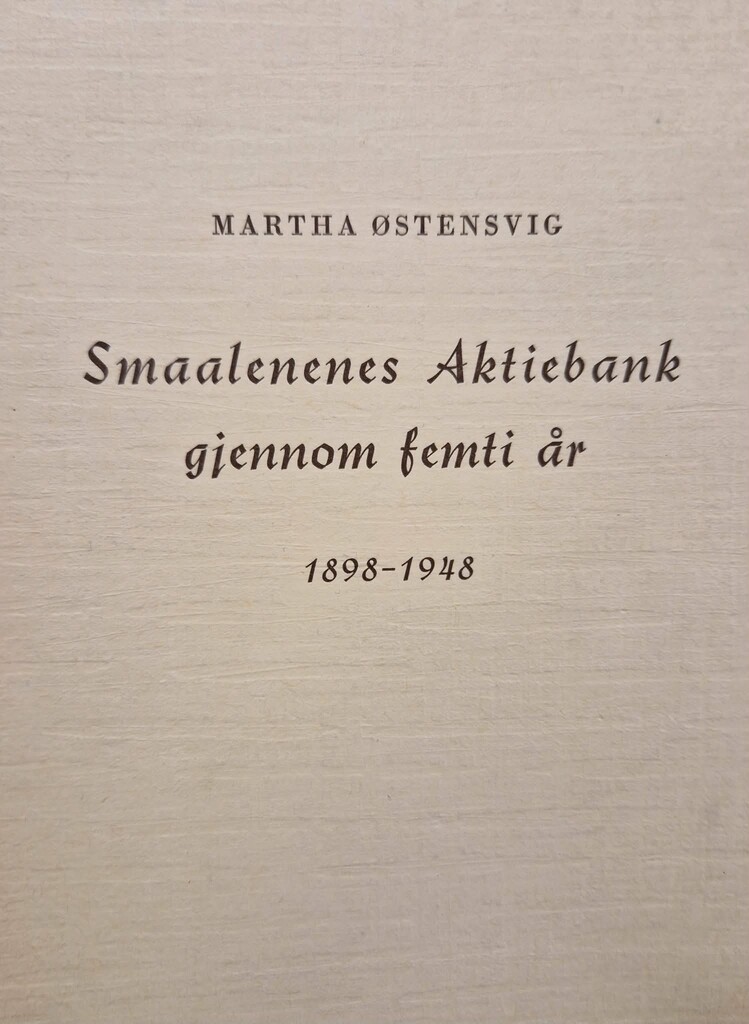 MARTHA ØSTENSVIG
Smaalenenes Aktiebank
gjennom femti år
1898-1948